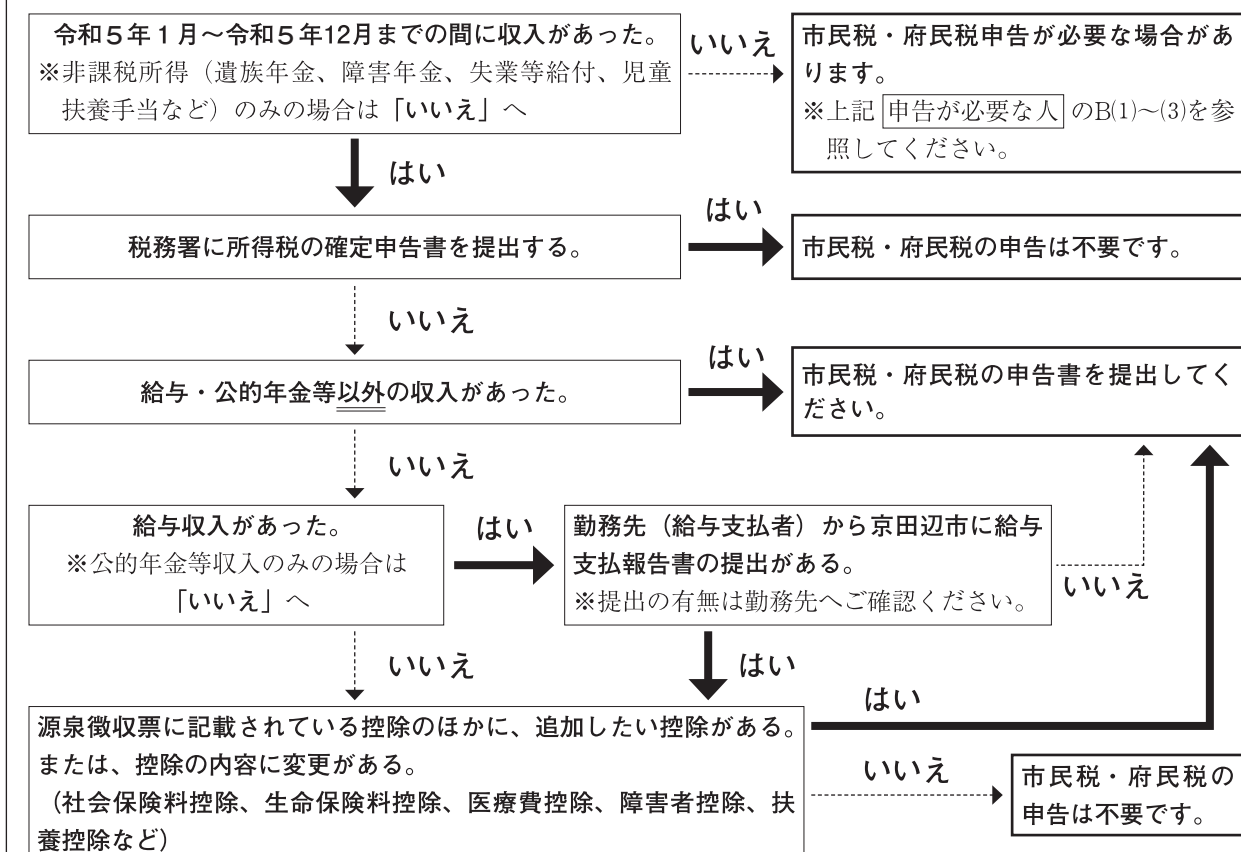 令和５年１月～令和５年12月までの間に収入があった。
※非課税所得（遺族年金、障害年金、失業等給付、児童
扶養手当など）のみの場合は「いいえ」へ
いいえ
市民税・府民税申告が必要な場合があ
ります。
※上記 申告が必要な人 のB⑴～⑶を参
照してください。
はい
税務署に所得税の確定申告書を提出する。
はい
市民税・府民税の申告は不要です。
いいえ
給与・公的年金等以外の収入があった。
はい
市民税・府民税の申告書を提出してく
ださい。
いいえ
給与収入があった。
※公的年金等収入のみの場合は
「いいえ」へ
はい
勤務先（給与支払者）から京田辺市に給与
支払報告書の提出がある。
※提出の有無は勤務先へご確認ください。
いいえ
いいえ
はい
源泉徴収票に記載されている控除のほかに、追加したい控除がある。
または、控除の内容に変更がある。
（社会保険料控除、生命保険料控除、医療費控除、障害者控除、扶
養控除など）
はい
いいえ
市民税・府民税の
申告は不要です。